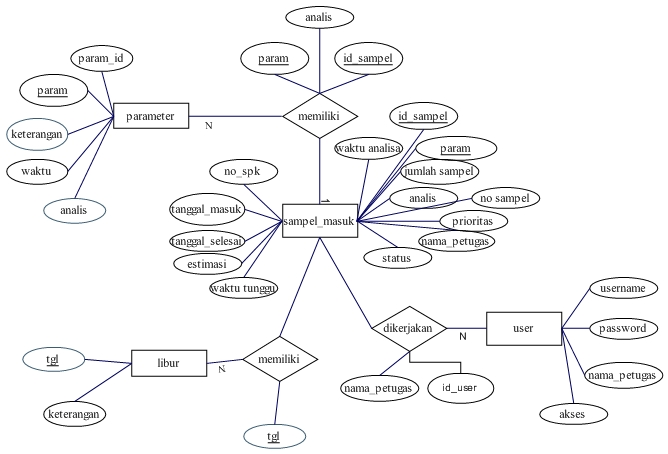 analis
param
id_sampel
param_id
param
parameter
memiliki
N
id_sampel
keterangan
waktu analisa
param
waktu
no_spk
jumlah sampel
analis
tanggal_masuk
1
analis
no sampel
sampel_masuk
prioritas
tanggal_selesai
nama_petugas
estimasi
status
waktu tunggu
username
dikerjakan
N
user
password
tgl
libur
N
memiliki
nama_petugas
nama_petugas
id_user
keterangan
akses
tgl